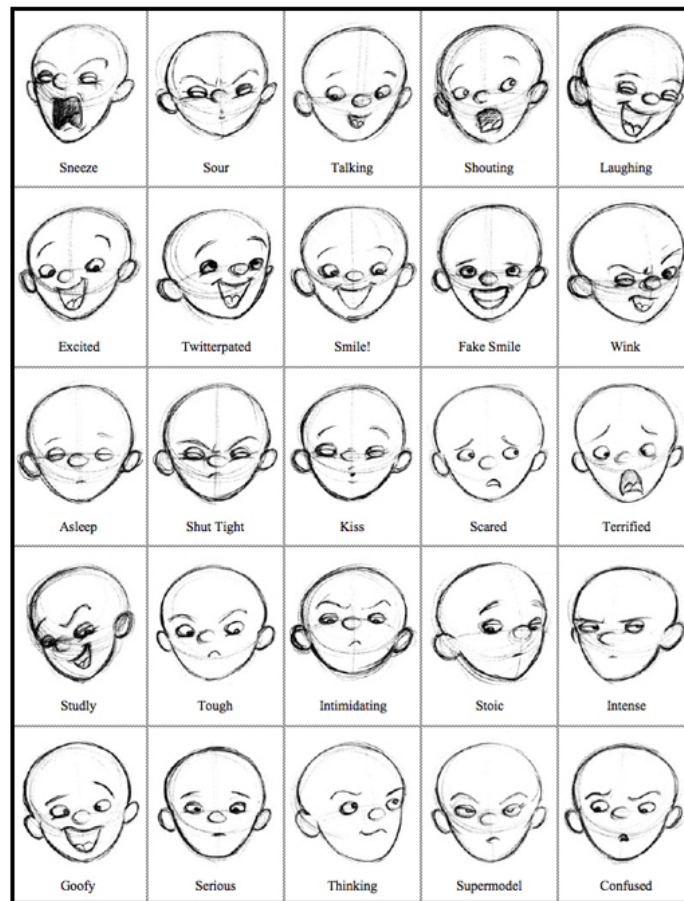 Sneeze
Sour
Talking
Shouting
Laughing
Excited
Twitterpated
Smile!
Fake Smile
Wink
Asleep
Shut Tight
Kiss
Scared
Terrified
Studly
Tough
Intimidating
Stoic
Intense
Goofy
Serious
Thinking
Supermodel
Confused